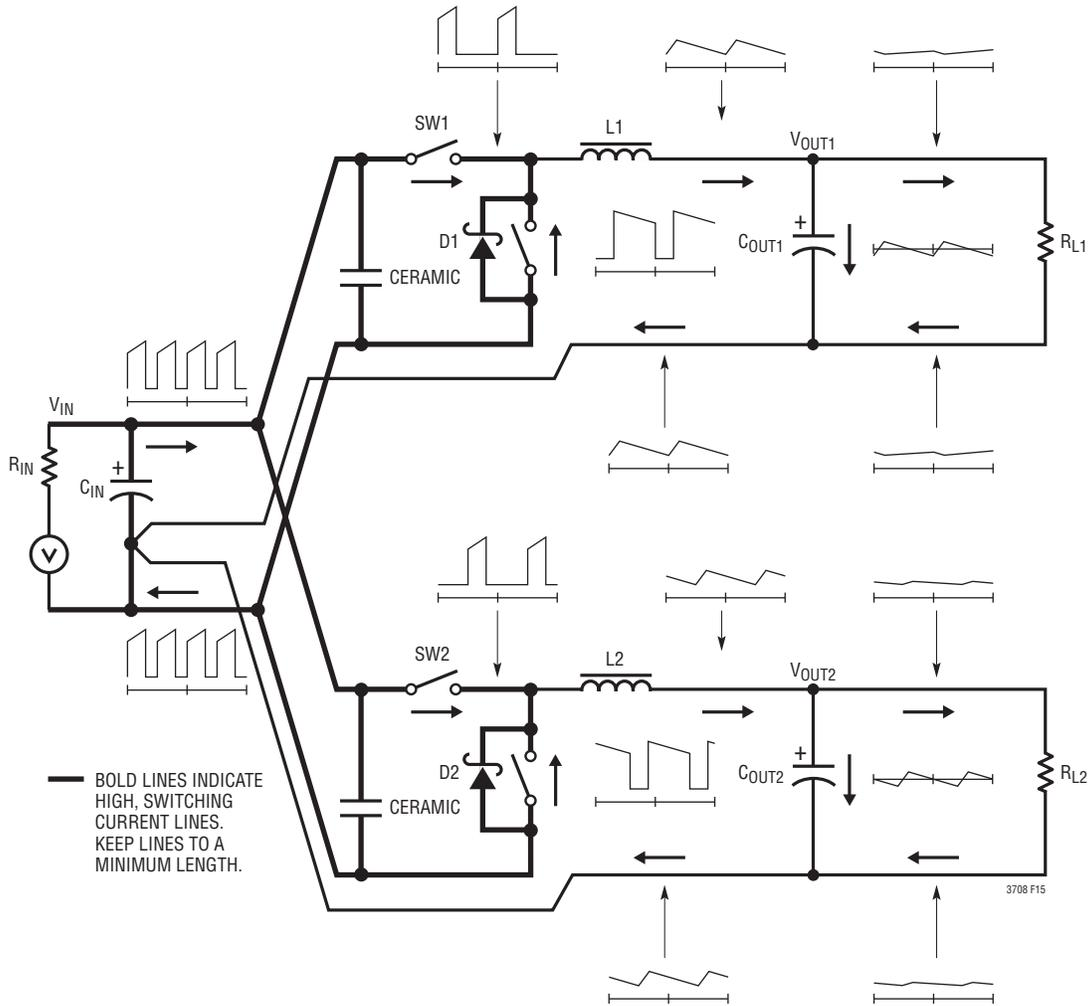 SW1
L1
VOUT1
D1
+
COUT1
RL1
CERAMIC
VIN
RIN
+
CIN
V
SW2
L2
VOUT2
D2
+
COUT2
RL2
CERAMIC
BOLD LINES INDICATE
HIGH, SWITCHING
CURRENT LINES.
KEEP LINES TO A
MINIMUM LENGTH.
3708 F15